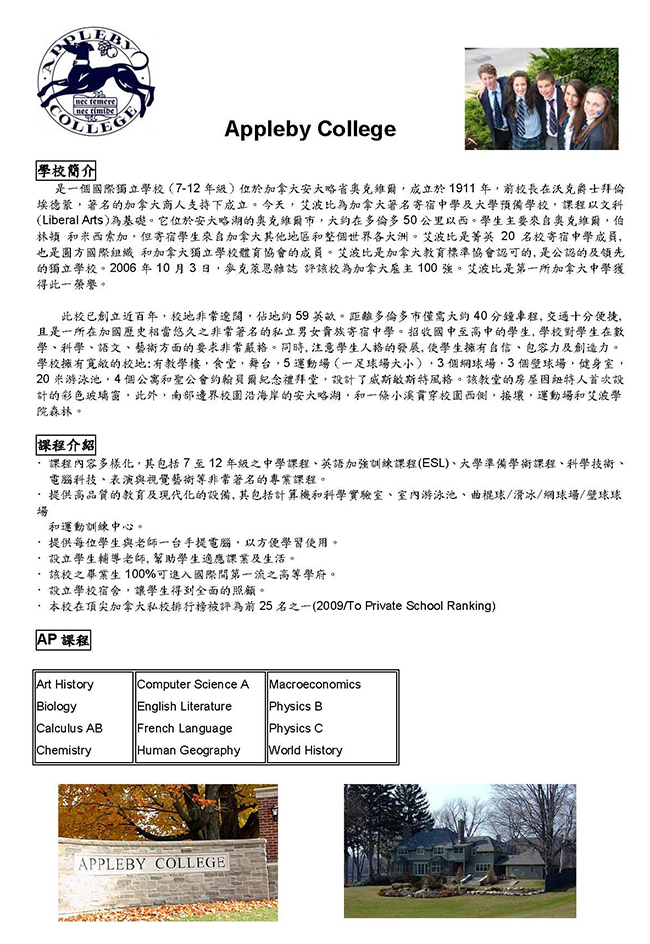 APPLEBY
COLLEGE
nec temere
nec timide
Appleby College
學校簡介
是一個國際獨立學校（7-12 年級）位於加拿大安大略省奧克維爾，成立於 1911 年，前校長在沃克爵士拜倫
埃德蒙，著名的加拿大商人支持下成立。今天，艾波比為加拿大著名寄宿中學及大學預備學校，課程以文科
(Liberal Arts)為基礎。它位於安大略湖的奧克維爾市，大約在多倫多 50 公里以西。學生主要來自奧克維爾，伯
林頓 和米西索加，但寄宿學生來自加拿大其他地區和整個世界各大洲。艾波比是菁英 20 名校寄宿中學成員，
也是圓方國際組織 和加拿大獨立學校體育協會的成員。艾波比是加拿大教育標準協會認可的，是公認的及領先
的獨立學校。2006 年 10 月 3 日，麥克萊恩雜誌 評該校為加拿大雇主 100 強。艾波比是第一所加拿大中學獲
得此一榮譽。
此校已創立近百年，校地非常遼闊，佔地約 59 英畝。距離多倫多市僅需大約 40 分鐘車程，交通十分便捷，
且是一所在加國歷史相當悠久之非常著名的私立男女貴族寄宿中學。招收國中至高中的學生，學校對學生在數
學、科學、語文、藝術方面的要求非常嚴格。同時，注意學生人格的發展，使學生擁有自信、包容力及創造力。
學校擁有寬敞的校地：有教學樓，食堂，舞台，5 運動場（一足球場大小），3 個網球場，3 個壁球場，健身室，
20 米游泳池，4 個公寓和聖公會約翰貝爾紀念禮拜堂，設計了威斯敏斯特風格。該教堂的房屋因紐特人首次設
計的彩色玻璃窗，此外，南部邊界校園沿海岸的安大略湖，和一條小溪貫穿校園西側，接壤，運動場和艾波學
院森林。
課程介紹
· 課程內容多樣化，其包括 7 至 12 年級之中學課程、英語加強訓練課程(ESL)、大學準備學術課程、科學技術、
電腦科技、表演與視覺藝術等非常著名的專業課程。
· 提供高品質的教育及現代化的設備，其包括計算機和科學實驗室、室內游泳池、曲棍球/滑冰/網球場/壁球球
場
和運動訓練中心。
· 提供每位學生與老師一台手提電腦，以方便學習使用。
· 設立學生輔導老師，幫助學生適應課業及生活。
· 該校之畢業生 100%可進入國際間第一流之高等學府。
· 設立學校宿舍，讓學生得到全面的照顧。
· 本校在頂尖加拿大私校排行榜被評為前 25 名之一(2009/To Private School Ranking)
AP 課程
Art History Computer Science A Macroeconomics
Biology English Literature Physics B
Calculus AB French Language Physics C
Chemistry Human Geography World History
APPLEBY COLLEGE